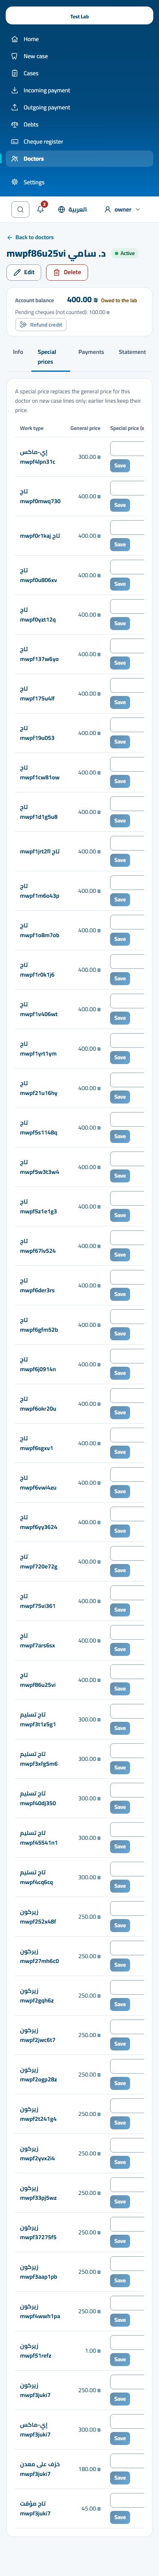 Test Lab
Home
New case
Cases
Incoming payment
Outgoing payment
Debts
Cheque register
Doctors
Settings
2
العربية
owner
Back to doctors
د. سامي mwpf86u25vi
Active
Edit
Delete
Account balance 400.00 ₪ Owed to the lab
Pending cheques (not counted): 100.00 ₪
Refund credit
Info
Special
prices
Payments
Statement
A special price replaces the general price for this
doctor on new case lines only; earlier lines keep their
price.
Work type General price Special price (₪
إي-ماكس
mwpf4lpn31c
300.00 ₪
Save
تاج
mwpf0mwq730
400.00 ₪
Save
تاج mwpf0r1kaj
400.00 ₪
Save
تاج
mwpf0u806xv
400.00 ₪
Save
تاج
mwpf0yzt12q
400.00 ₪
Save
تاج
mwpf137w6yo
400.00 ₪
Save
تاج
mwpf175u4lf
400.00 ₪
Save
تاج
mwpf19u053
400.00 ₪
Save
تاج
mwpf1cw81ow
400.00 ₪
Save
تاج
mwpf1d1g5u8
400.00 ₪
Save
تاج mwpf1jrt2fl
400.00 ₪
Save
تاج
mwpf1m6o43p
400.00 ₪
Save
تاج
mwpf1o8m7ob
400.00 ₪
Save
تاج
mwpf1r0k1j6
400.00 ₪
Save
تاج
mwpf1v406wt
400.00 ₪
Save
تاج
mwpf1yrt1ym
400.00 ₪
Save
تاج
mwpf21u16hy
400.00 ₪
Save
تاج
mwpf5s1148q
400.00 ₪
Save
تاج
mwpf5w3t3w4
400.00 ₪
Save
تاج
mwpf5z1e1g3
400.00 ₪
Save
تاج
mwpf67lv524
400.00 ₪
Save
تاج
mwpf6der3rs
400.00 ₪
Save
تاج
mwpf6gfm52b
400.00 ₪
Save
تاج
mwpf6j0914n
400.00 ₪
Save
تاج
mwpf6okr20u
400.00 ₪
Save
تاج
mwpf6sgxv1
400.00 ₪
Save
تاج
mwpf6vwi4zu
400.00 ₪
Save
تاج
mwpf6yy3624
400.00 ₪
Save
تاج
mwpf720e72g
400.00 ₪
Save
تاج
mwpf75vi361
400.00 ₪
Save
تاج
mwpf7ars6sx
400.00 ₪
Save
تاج
mwpf86u25vi
400.00 ₪
Save
تاج تسليم
mwpf3t1z5g1
300.00 ₪
Save
تاج تسليم
mwpf3xfg5m6
300.00 ₪
Save
تاج تسليم
mwpf40dj350
300.00 ₪
Save
تاج تسليم
mwpf45541n1
300.00 ₪
Save
تاج تسليم
mwpf4cq6cq
300.00 ₪
Save
زيركون
mwpf252x48f
250.00 ₪
Save
زيركون
mwpf27mh6c0
250.00 ₪
Save
زيركون
mwpf2gqh6z
250.00 ₪
Save
زيركون
mwpf2jwc6t7
250.00 ₪
Save
زيركون
mwpf2ogp28z
250.00 ₪
Save
زيركون
mwpf2t241g4
250.00 ₪
Save
زيركون
mwpf2yvx2i4
250.00 ₪
Save
زيركون
mwpf33pj5wz
250.00 ₪
Save
زيركون
mwpf37275f5
250.00 ₪
Save
زيركون
mwpf3aap1pb
250.00 ₪
Save
زيركون
mwpf4wwh1pa
250.00 ₪
Save
زيركون
mwpf51refz
1.00 ₪
Save
زيركون
mwpf3juki7
250.00 ₪
Save
إي-ماكس
mwpf3juki7
300.00 ₪
Save
خزف على معدن
mwpf3juki7
180.00 ₪
Save
تاج مؤقت
mwpf3juki7
45.00 ₪
Save